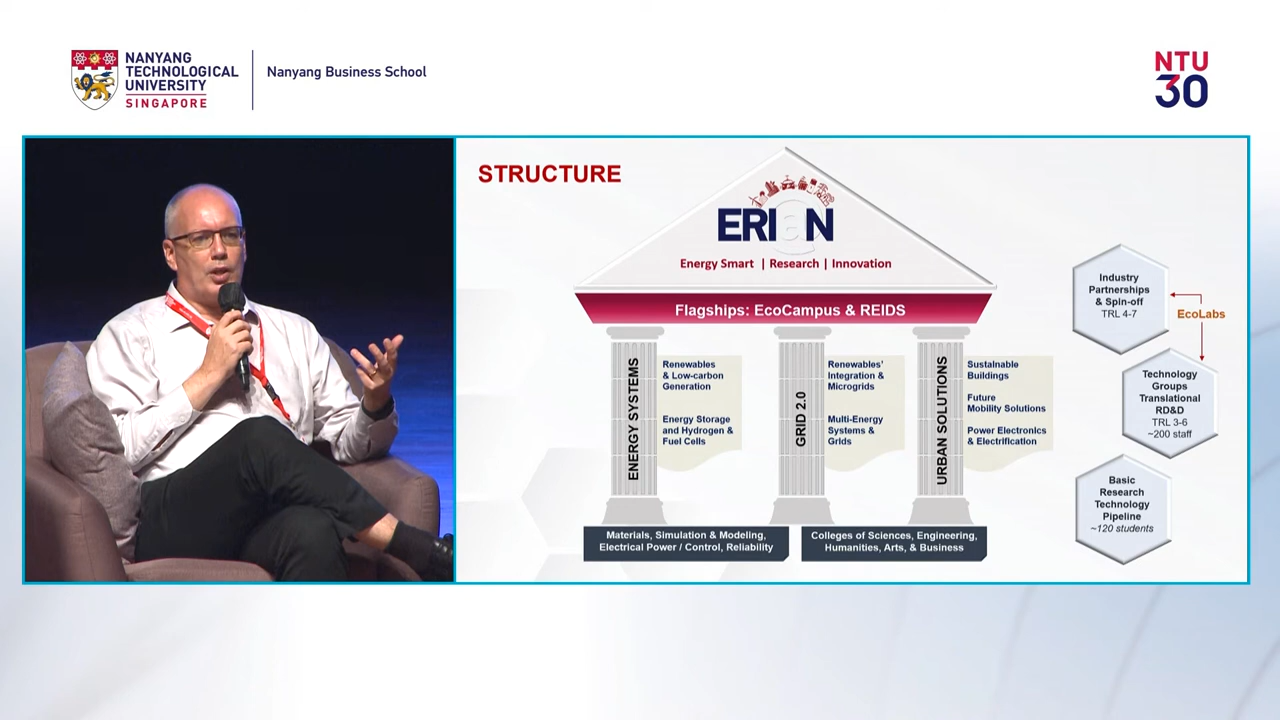 NANYANG
TECHNOLOGICAL
UNIVERSITY
SINGAPORE
Nanyang Business School
NTU
30
STRUCTURE
ERI@N
Energy Smart | Research | Innovation
Flagships: EcoCampus & REIDS
ENERGY SYSTEMS
Renewables
& Low-carbon
Generation
Energy Storage
and Hydrogen &
Fuel Cells
GRID 2.0
Renewables'
Integration &
Microgrids
Multi-Energy
Systems &
Grids
URBAN SOLUTIONS
Sustainable
Buildings
Future
Mobility Solutions
Power Electronics
& Electrification
Materials, Simulation & Modeling,
Electrical Power / Control, Reliability
Colleges of Sciences, Engineering,
Humanities, Arts, & Business
Industry
Partnerships
& Spin-off
TRL 4-7
EcoLabs
Technology
Groups
Translational
RD&D
TRL 3-6
~200 staff
Basic
Research
Technology
Pipeline
~120 students